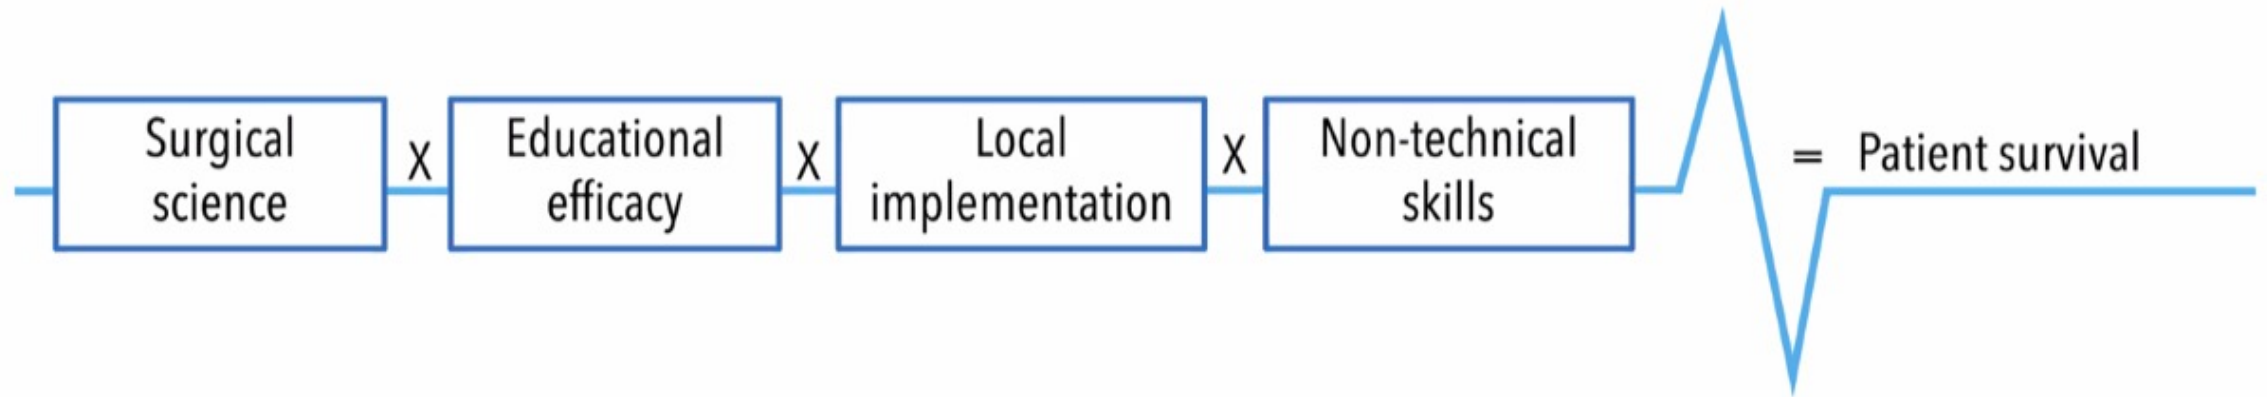 Surgical
science
X
Educational
efficacy
X
Local
implementation
X
Non-technical
skills
= Patient survival